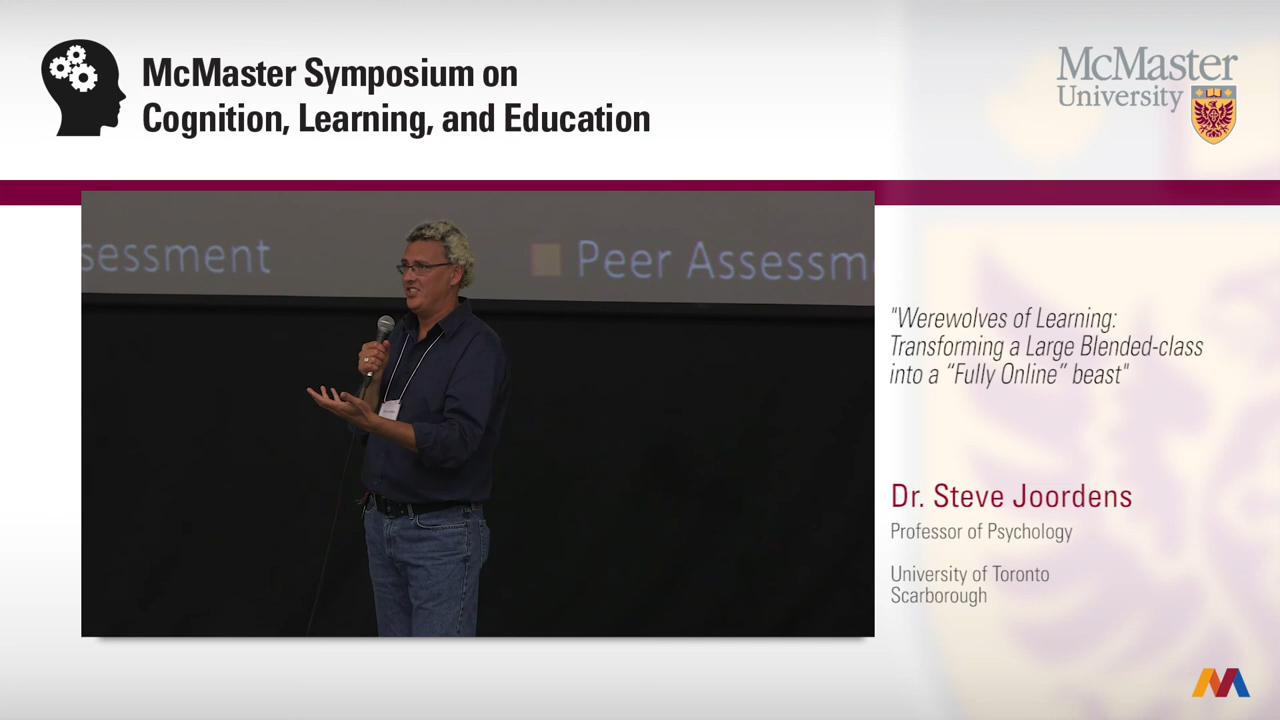 McMaster Symposium on
Cognition, Learning, and Education
McMaster
University
sessment
Peer Assessm
"Werewolves of Learning:
Transforming a Large Blended-class
into a “Fully Online” beast"
Dr. Steve Joordens
Professor of Psychology
University of Toronto
Scarborough